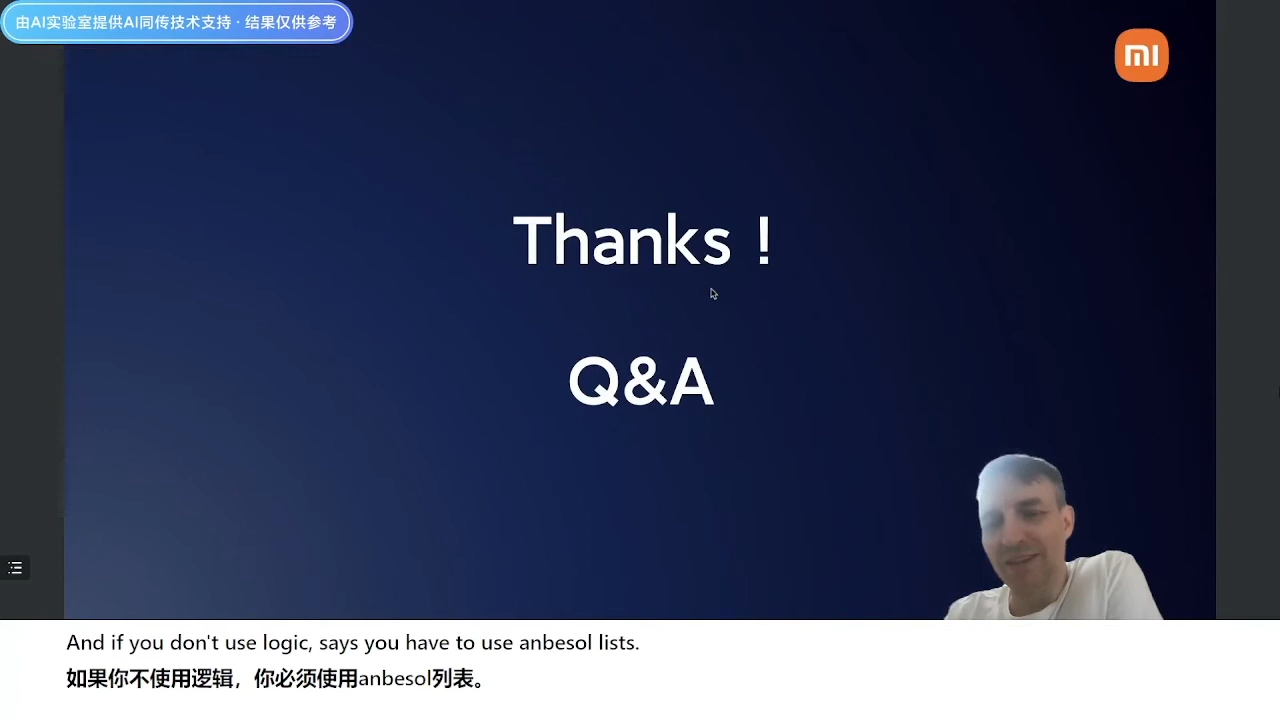 由AI实验室提供AI同传技术支持 · 结果仅供参考
mi
Thanks！
Q&A
And if you don't use logic, says you have to use anbesol lists.
如果你不使用逻辑，你必须使用anbesol列表。